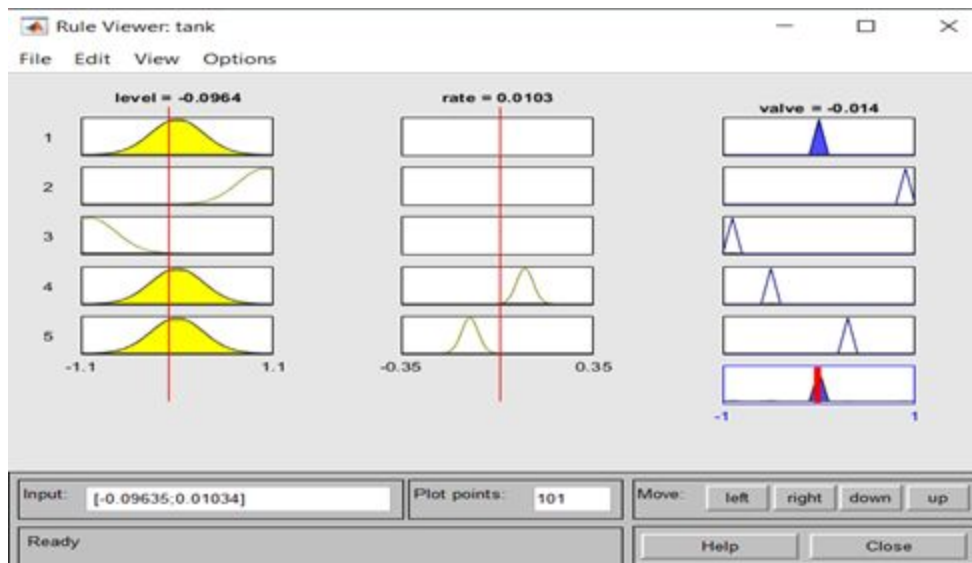 Rule Viewer: tank
File Edit View Options
level = -0.0964 rate = 0.0103 valve = -0.014
1
2
3
4
5
-1.1 1.1 -0.35 0.35
-1 1
Input: [-0.09635;0.01034] Plot points: 101 Move: left right down up
Ready Help Close